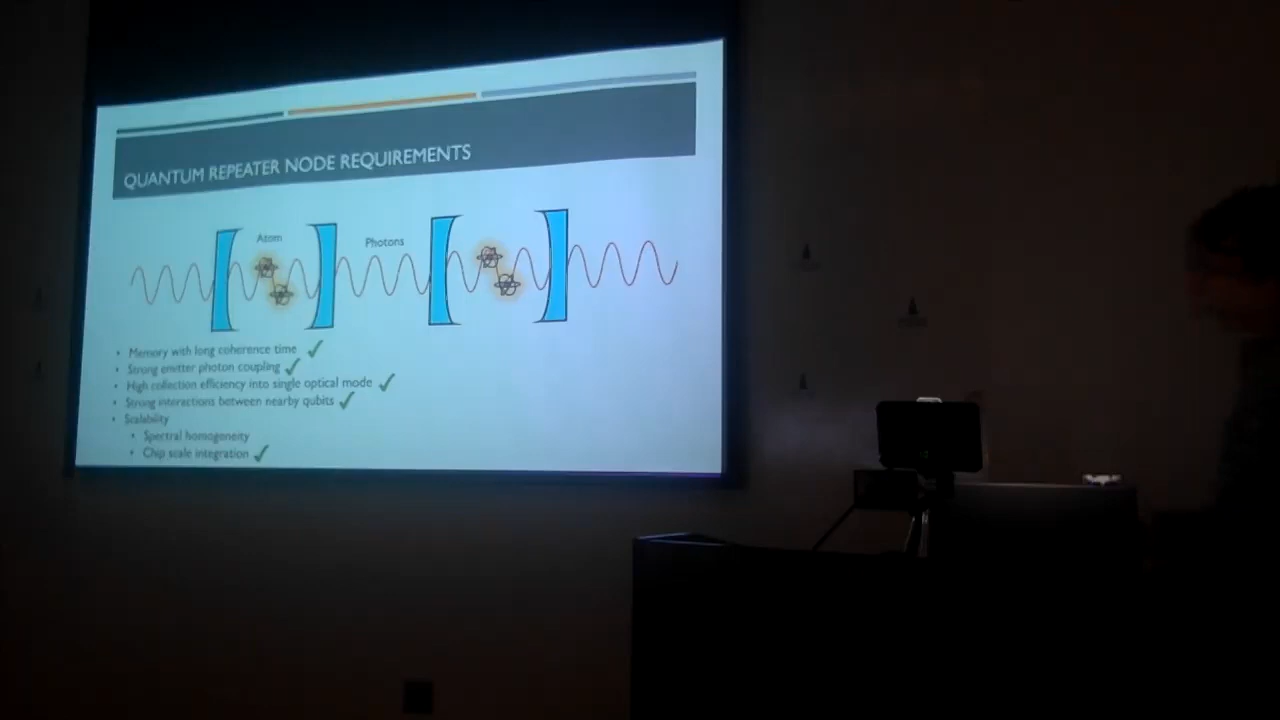 QUANTUM REPEATER NODE REQUIREMENTS
Atom
Photons
• Memory with long coherence time ✓
• Strong emitter photon coupling ✓
• High collection efficiency into single optical mode ✓
• Strong interactions between nearby qubits ✓
• Scalability
• Spectral homogeneity
• Chip scale integration ✓